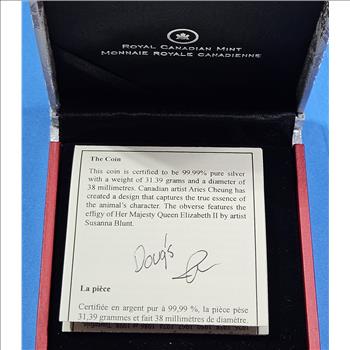 ROYAL CANADIAN MINT
MONNAIE ROYALE CANADIENNE
The Coin
This coin is certified to be 99.99% pure silver
with a weight of 31.39 grams and a diameter of
38 millimetres. Canadian artist Aries Cheung has
created a design that captures the true essence of
the animal's character. The obverse features the
effigy of Her Majesty Queen Elizabeth II by artist
Susanna Blunt.
Doug's
La pièce
Certifiée en argent pur à 99,99 %, la pièce pèse
31,39 grammes et fait 38 millimètres de diamètre.